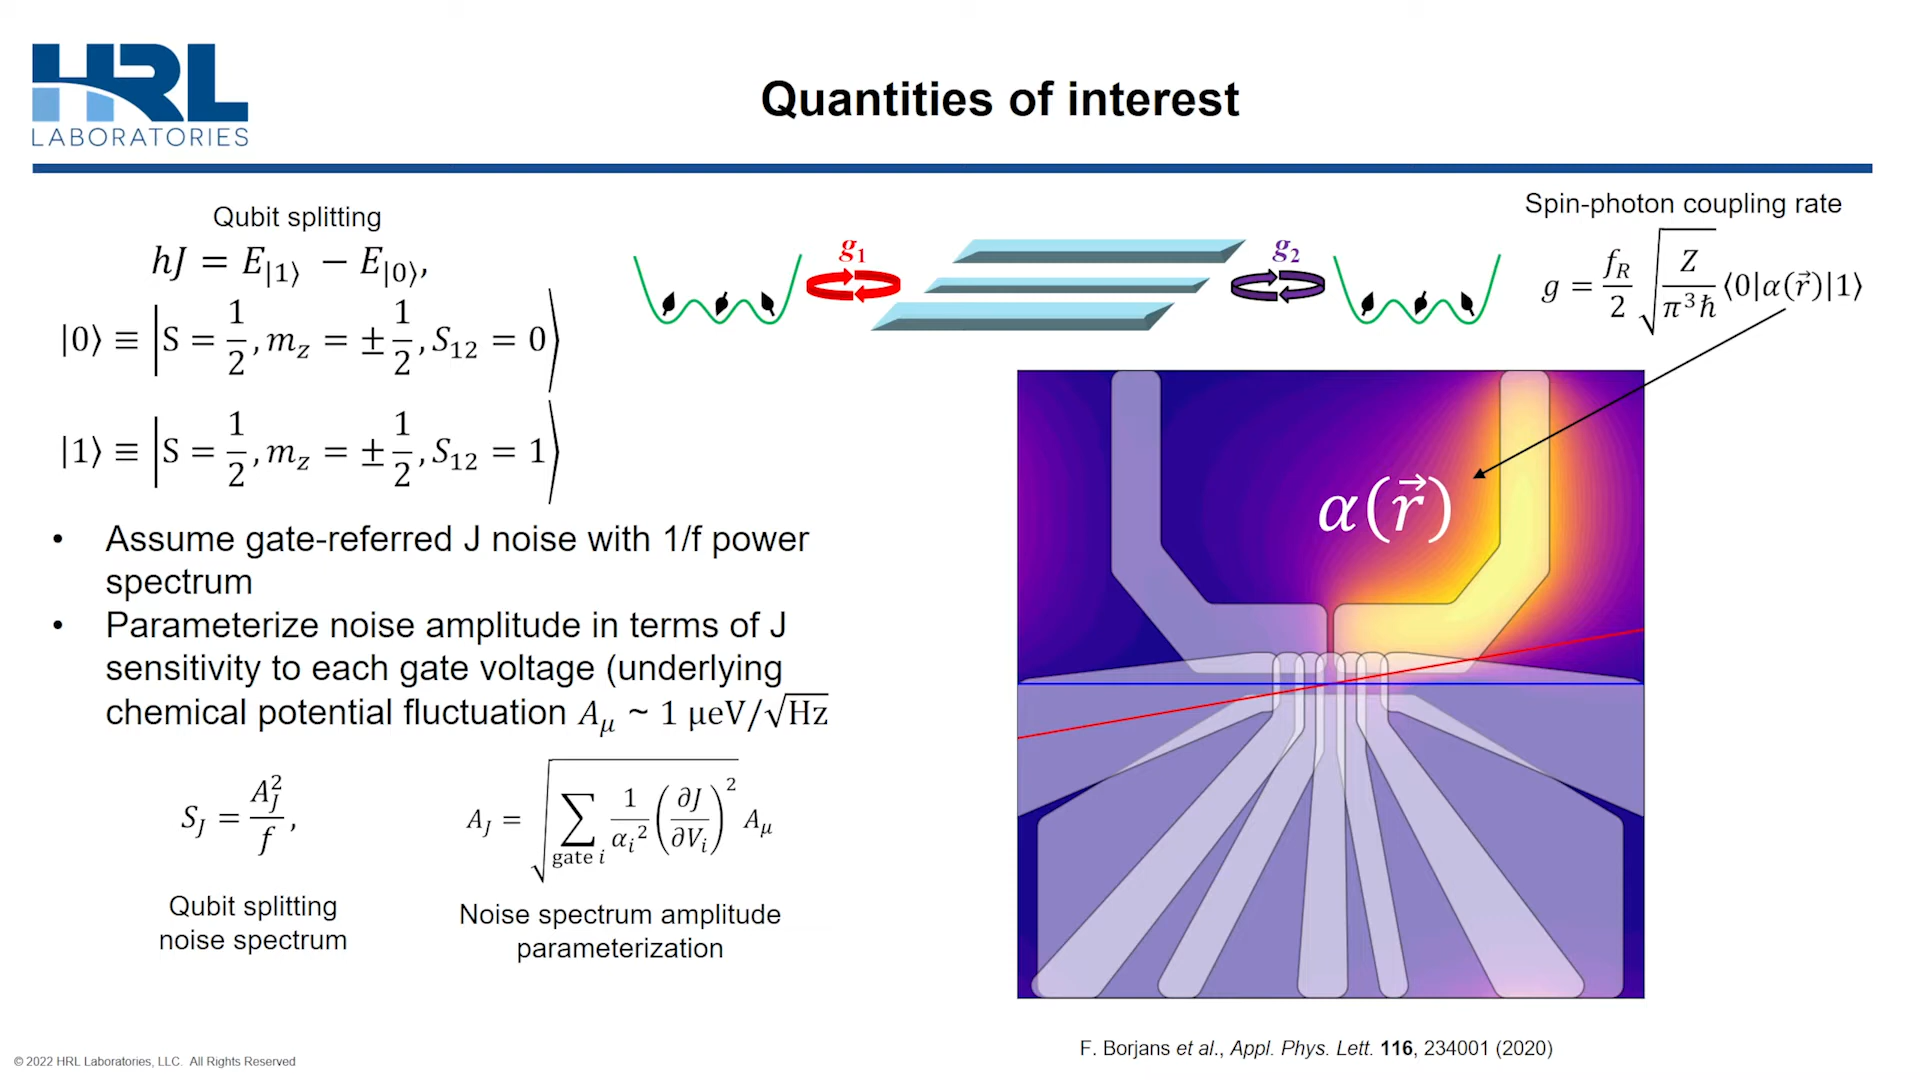 HRL
LABORATORIES
Quantities of interest
Qubit splitting
hJ = E|1⟩ − E|0⟩,
|0⟩ ≡ |S = 1/2, m_z = ± 1/2, S₁₂ = 0⟩
|1⟩ ≡ |S = 1/2, m_z = ± 1/2, S₁₂ = 1⟩
g₁
g₂
Spin-photon coupling rate
g = f_R/2 √(Z/π³ħ) ⟨0|α(r⃗)|1⟩
α(r⃗)
• Assume gate-referred J noise with 1/f power
spectrum
• Parameterize noise amplitude in terms of J
sensitivity to each gate voltage (underlying
chemical potential fluctuation A_μ ~ 1 μeV/√Hz
S_J = A_J²/f,
A_J = √(∑_{gate i} 1/α_i² (∂J/∂V_i)²) A_μ
Qubit splitting
noise spectrum
Noise spectrum amplitude
parameterization
F. Borjans et al., Appl. Phys. Lett. 116, 234001 (2020)
© 2022 HRL Laboratories, LLC. All Rights Reserved